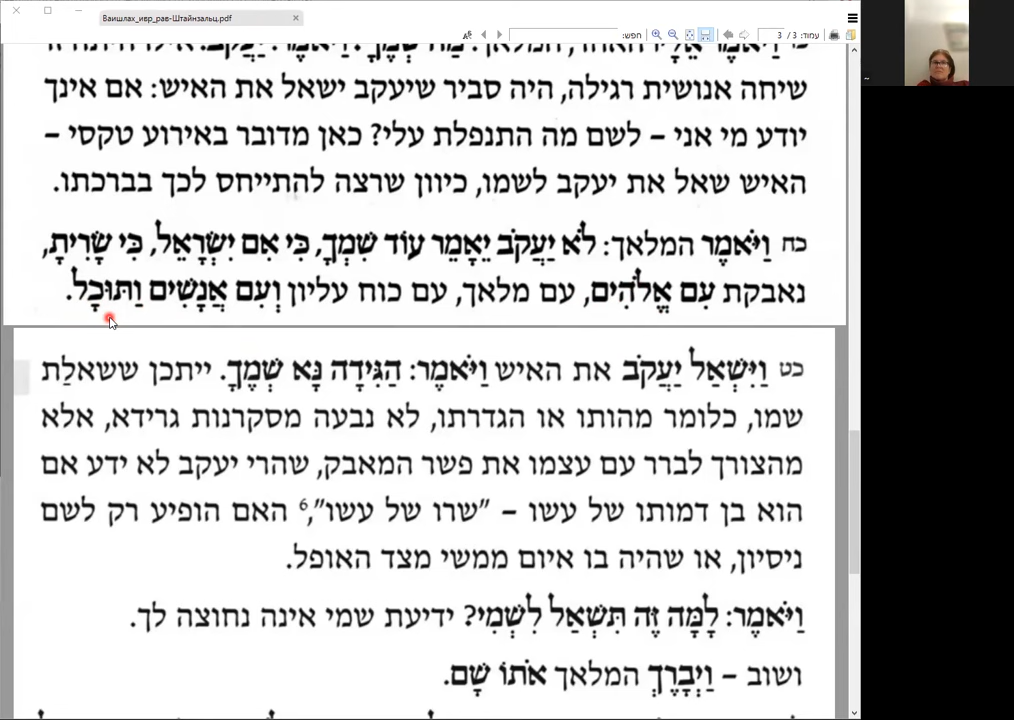 Ваишлах_ивр_рав-Штайнзальц.pdf
חפש:
עמוד: 3 / 3
שיחה אנושית רגילה, היה סביר שיעקב ישאל את האיש: אם אינך
יודע מי אני – לשם מה התנפלת עלי? כאן מדובר באירוע טקסי –
האיש שאל את יעקב לשמו, כיוון שרצה להתייחס לכך בברכתו.
כח וַיֹּאמֶר המלאך: לֹא יַעֲקֹב יֵאָמֵר עוֹד שִׁמְךָ, כִּי אִם יִשְׂרָאֵל, כִּי שָׂרִיתָ,
נאבקת עִם אֱלֹהִים, עם מלאך, עם כוח עליון וְעִם אֲנָשִׁים וַתּוּכָל.
כט וַיִּשְׁאַל יַעֲקֹב את האיש וַיֹּאמֶר: הַגִּידָה נָּא שְׁמֶךָ. ייתכן ששאלַת
שמו, כלומר מהותו או הגדרתו, לא נבעה מסקרנות גרידא, אלא
מהצורך לברר עם עצמו את פשר המאבק, שהרי יעקב לא ידע אם
הוא בן דמותו של עשו – "שרו של עשו",⁶ האם הופיע רק לשם
ניסיון, או שהיה בו איום ממשי מצד האופל.
וַיֹּאמֶר: לָמָּה זֶּה תִּשְׁאַל לִשְׁמִי? ידיעת שמי אינה נחוצה לך.
ושוב – וַיְבָרֶךְ המלאך אֹתוֹ שָׁם.